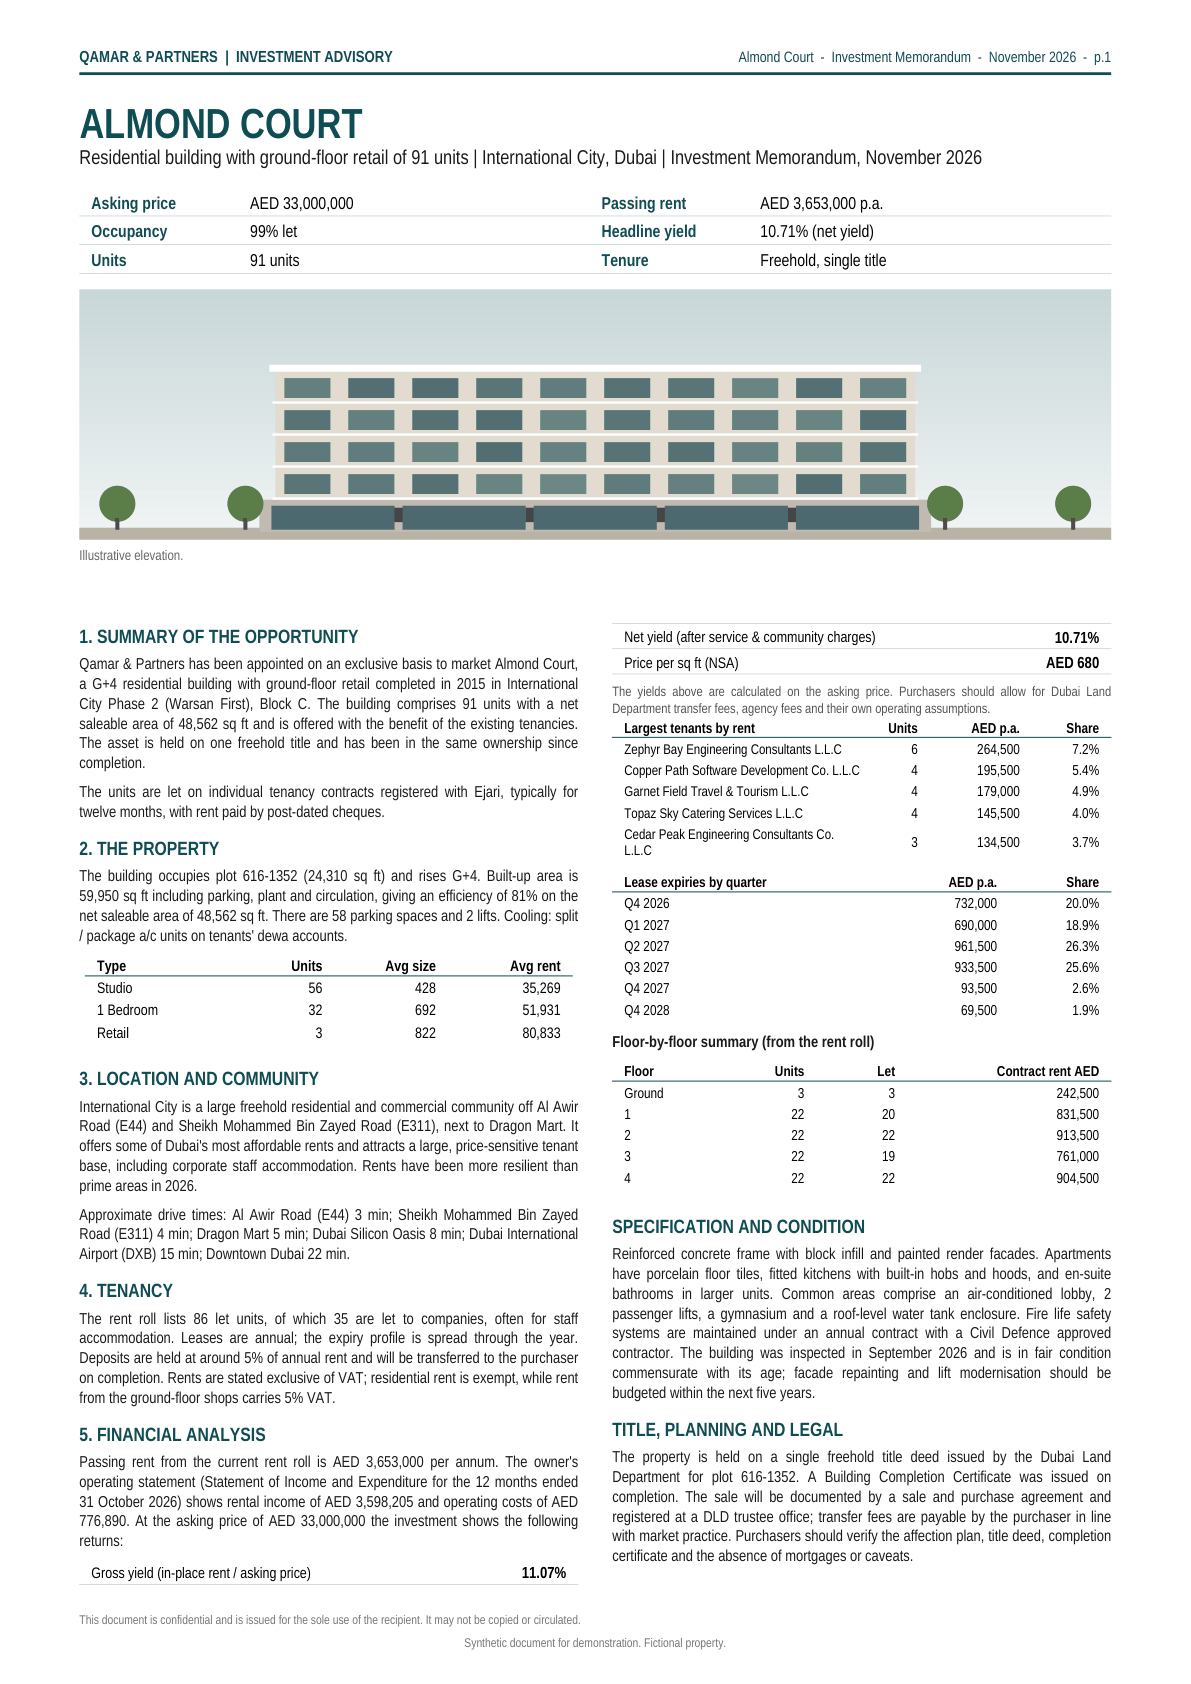 QAMAR & PARTNERS | INVESTMENT ADVISORY
Almond Court - Investment Memorandum - November 2026 - p.1
ALMOND COURT
Residential building with ground-floor retail of 91 units | International City, Dubai | Investment Memorandum, November 2026
Asking price AED 33,000,000 Passing rent AED 3,653,000 p.a.
Occupancy 99% let Headline yield 10.71% (net yield)
Units 91 units Tenure Freehold, single title
Illustrative elevation.
1. SUMMARY OF THE OPPORTUNITY
Qamar & Partners has been appointed on an exclusive basis to market Almond Court,
a G+4 residential building with ground-floor retail completed in 2015 in International
City Phase 2 (Warsan First), Block C. The building comprises 91 units with a net
saleable area of 48,562 sq ft and is offered with the benefit of the existing tenancies.
The asset is held on one freehold title and has been in the same ownership since
completion.
The units are let on individual tenancy contracts registered with Ejari, typically for
twelve months, with rent paid by post-dated cheques.
2. THE PROPERTY
The building occupies plot 616-1352 (24,310 sq ft) and rises G+4. Built-up area is
59,950 sq ft including parking, plant and circulation, giving an efficiency of 81% on the
net saleable area of 48,562 sq ft. There are 58 parking spaces and 2 lifts. Cooling: split
/ package a/c units on tenants' dewa accounts.
Type Units Avg size Avg rent
Studio 56 428 35,269
1 Bedroom 32 692 51,931
Retail 3 822 80,833
3. LOCATION AND COMMUNITY
International City is a large freehold residential and commercial community off Al Awir
Road (E44) and Sheikh Mohammed Bin Zayed Road (E311), next to Dragon Mart. It
offers some of Dubai's most affordable rents and attracts a large, price-sensitive tenant
base, including corporate staff accommodation. Rents have been more resilient than
prime areas in 2026.
Approximate drive times: Al Awir Road (E44) 3 min; Sheikh Mohammed Bin Zayed
Road (E311) 4 min; Dragon Mart 5 min; Dubai Silicon Oasis 8 min; Dubai International
Airport (DXB) 15 min; Downtown Dubai 22 min.
4. TENANCY
The rent roll lists 86 let units, of which 35 are let to companies, often for staff
accommodation. Leases are annual; the expiry profile is spread through the year.
Deposits are held at around 5% of annual rent and will be transferred to the purchaser
on completion. Rents are stated exclusive of VAT; residential rent is exempt, while rent
from the ground-floor shops carries 5% VAT.
5. FINANCIAL ANALYSIS
Passing rent from the current rent roll is AED 3,653,000 per annum. The owner's
operating statement (Statement of Income and Expenditure for the 12 months ended
31 October 2026) shows rental income of AED 3,598,205 and operating costs of AED
776,890. At the asking price of AED 33,000,000 the investment shows the following
returns:
Gross yield (in-place rent / asking price) 11.07%
Net yield (after service & community charges) 10.71%
Price per sq ft (NSA) AED 680
The yields above are calculated on the asking price. Purchasers should allow for Dubai Land
Department transfer fees, agency fees and their own operating assumptions.
Largest tenants by rent Units AED p.a. Share
Zephyr Bay Engineering Consultants L.L.C 6 264,500 7.2%
Copper Path Software Development Co. L.L.C 4 195,500 5.4%
Garnet Field Travel & Tourism L.L.C 4 179,000 4.9%
Topaz Sky Catering Services L.L.C 4 145,500 4.0%
Cedar Peak Engineering Consultants Co.
L.L.C 3 134,500 3.7%
Lease expiries by quarter AED p.a. Share
Q4 2026 732,000 20.0%
Q1 2027 690,000 18.9%
Q2 2027 961,500 26.3%
Q3 2027 933,500 25.6%
Q4 2027 93,500 2.6%
Q4 2028 69,500 1.9%
Floor-by-floor summary (from the rent roll)
Floor Units Let Contract rent AED
Ground 3 3 242,500
1 22 20 831,500
2 22 22 913,500
3 22 19 761,000
4 22 22 904,500
SPECIFICATION AND CONDITION
Reinforced concrete frame with block infill and painted render facades. Apartments
have porcelain floor tiles, fitted kitchens with built-in hobs and hoods, and en-suite
bathrooms in larger units. Common areas comprise an air-conditioned lobby, 2
passenger lifts, a gymnasium and a roof-level water tank enclosure. Fire life safety
systems are maintained under an annual contract with a Civil Defence approved
contractor. The building was inspected in September 2026 and is in fair condition
commensurate with its age; facade repainting and lift modernisation should be
budgeted within the next five years.
TITLE, PLANNING AND LEGAL
The property is held on a single freehold title deed issued by the Dubai Land
Department for plot 616-1352. A Building Completion Certificate was issued on
completion. The sale will be documented by a sale and purchase agreement and
registered at a DLD trustee office; transfer fees are payable by the purchaser in line
with market practice. Purchasers should verify the affection plan, title deed, completion
certificate and the absence of mortgages or caveats.
This document is confidential and is issued for the sole use of the recipient. It may not be copied or circulated.
Synthetic document for demonstration. Fictional property.